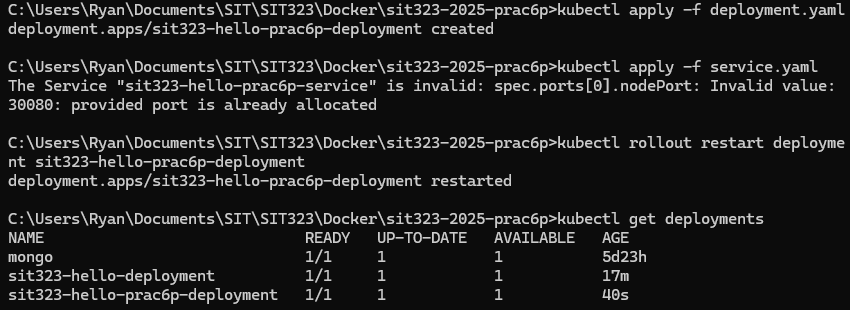 C:\Users\Ryan\Documents\SIT\SIT323\Docker\sit323-2025-prac6p>kubectl apply -f deployment.yaml
deployment.apps/sit323-hello-prac6p-deployment created
C:\Users\Ryan\Documents\SIT\SIT323\Docker\sit323-2025-prac6p>kubectl apply -f service.yaml
The Service "sit323-hello-prac6p-service" is invalid: spec.ports[0].nodePort: Invalid value:
30080: provided port is already allocated
C:\Users\Ryan\Documents\SIT\SIT323\Docker\sit323-2025-prac6p>kubectl rollout restart deployme
nt sit323-hello-prac6p-deployment
deployment.apps/sit323-hello-prac6p-deployment restarted
C:\Users\Ryan\Documents\SIT\SIT323\Docker\sit323-2025-prac6p>kubectl get deployments
NAME READY UP-TO-DATE AVAILABLE AGE
mongo 1/1 1 1 5d23h
sit323-hello-deployment 1/1 1 1 17m
sit323-hello-prac6p-deployment 1/1 1 1 40s